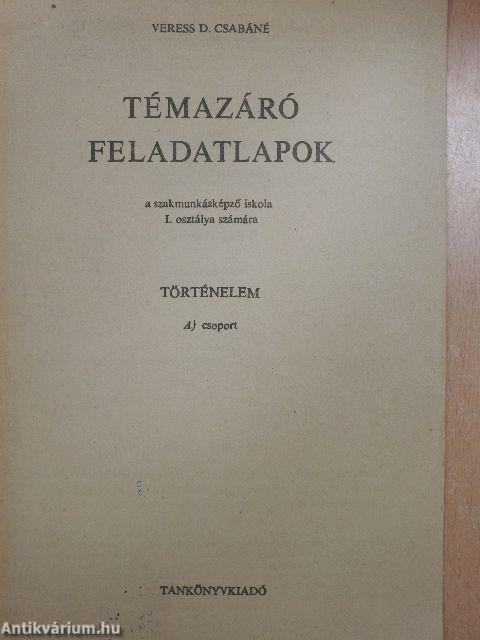 VERESS D. CSABÁNÉ
TÉMAZÁRÓ
FELADATLAPOK
a szakmunkásképző iskola
I. osztálya számára
TÖRTÉNELEM
A) csoport
TANKÖNYVKIADÓ
Antikvárium.hu